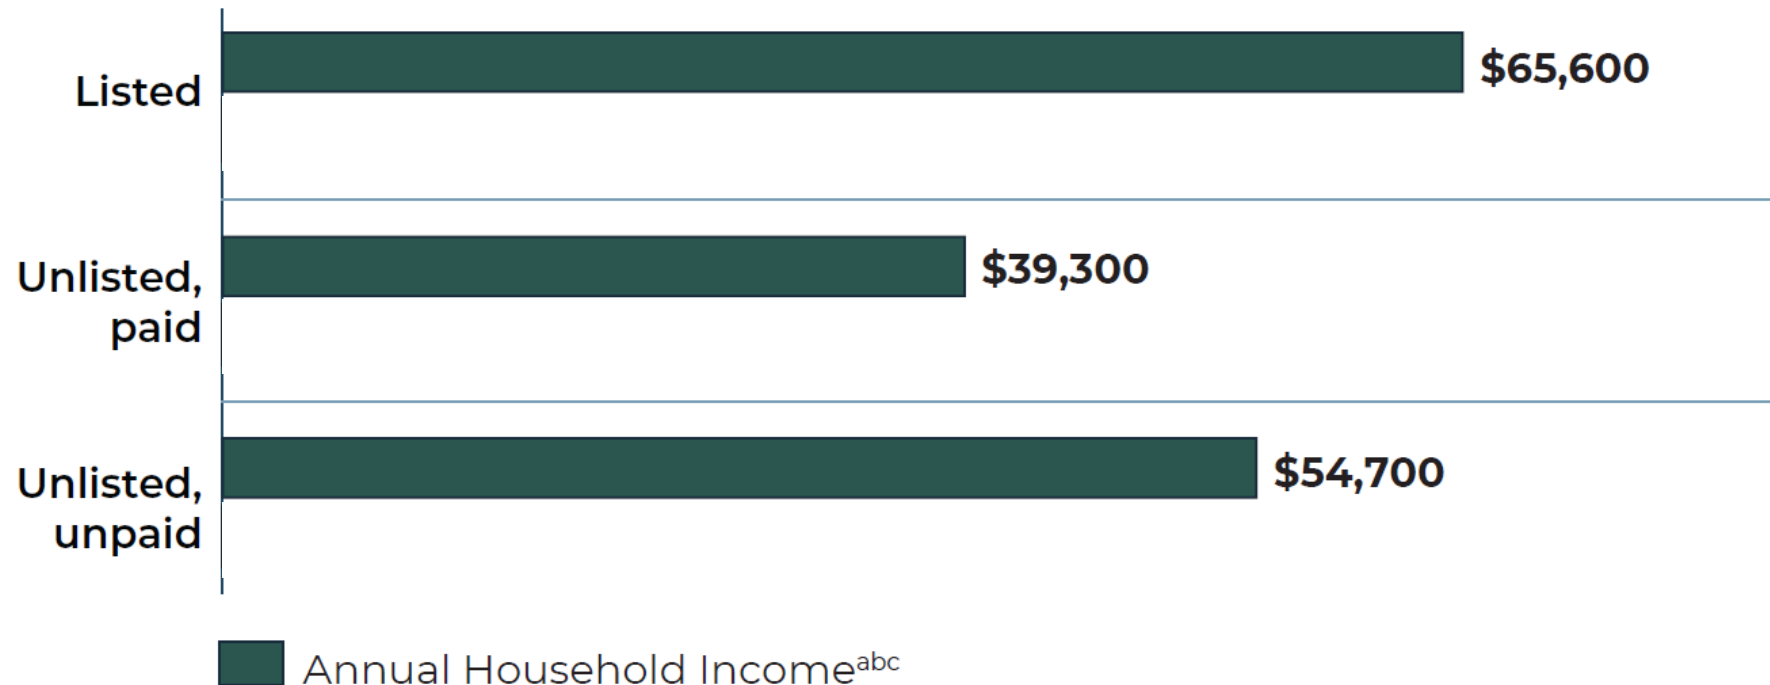 Listed
$65,600
Unlisted,
paid
$39,300
Unlisted,
unpaid
$54,700
Annual Household Incomeᵃᵇᶜ